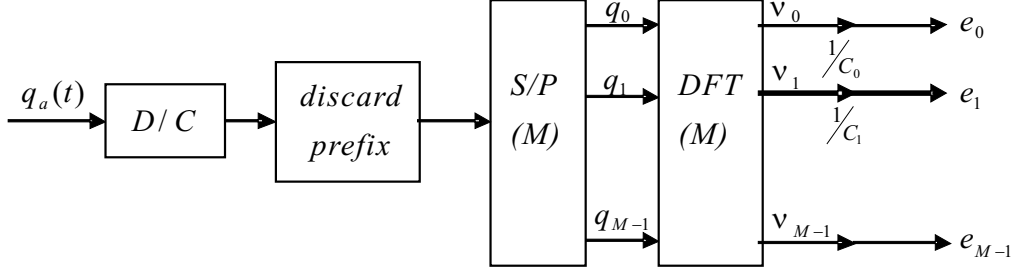 q_a(t)
D/C
discard
prefix
S/P
(M)
q_0
q_1
q_{M-1}
DFT
(M)
ν_0
1/C_0
ν_1
1/C_1
ν_{M-1}
e_0
e_1
e_{M-1}